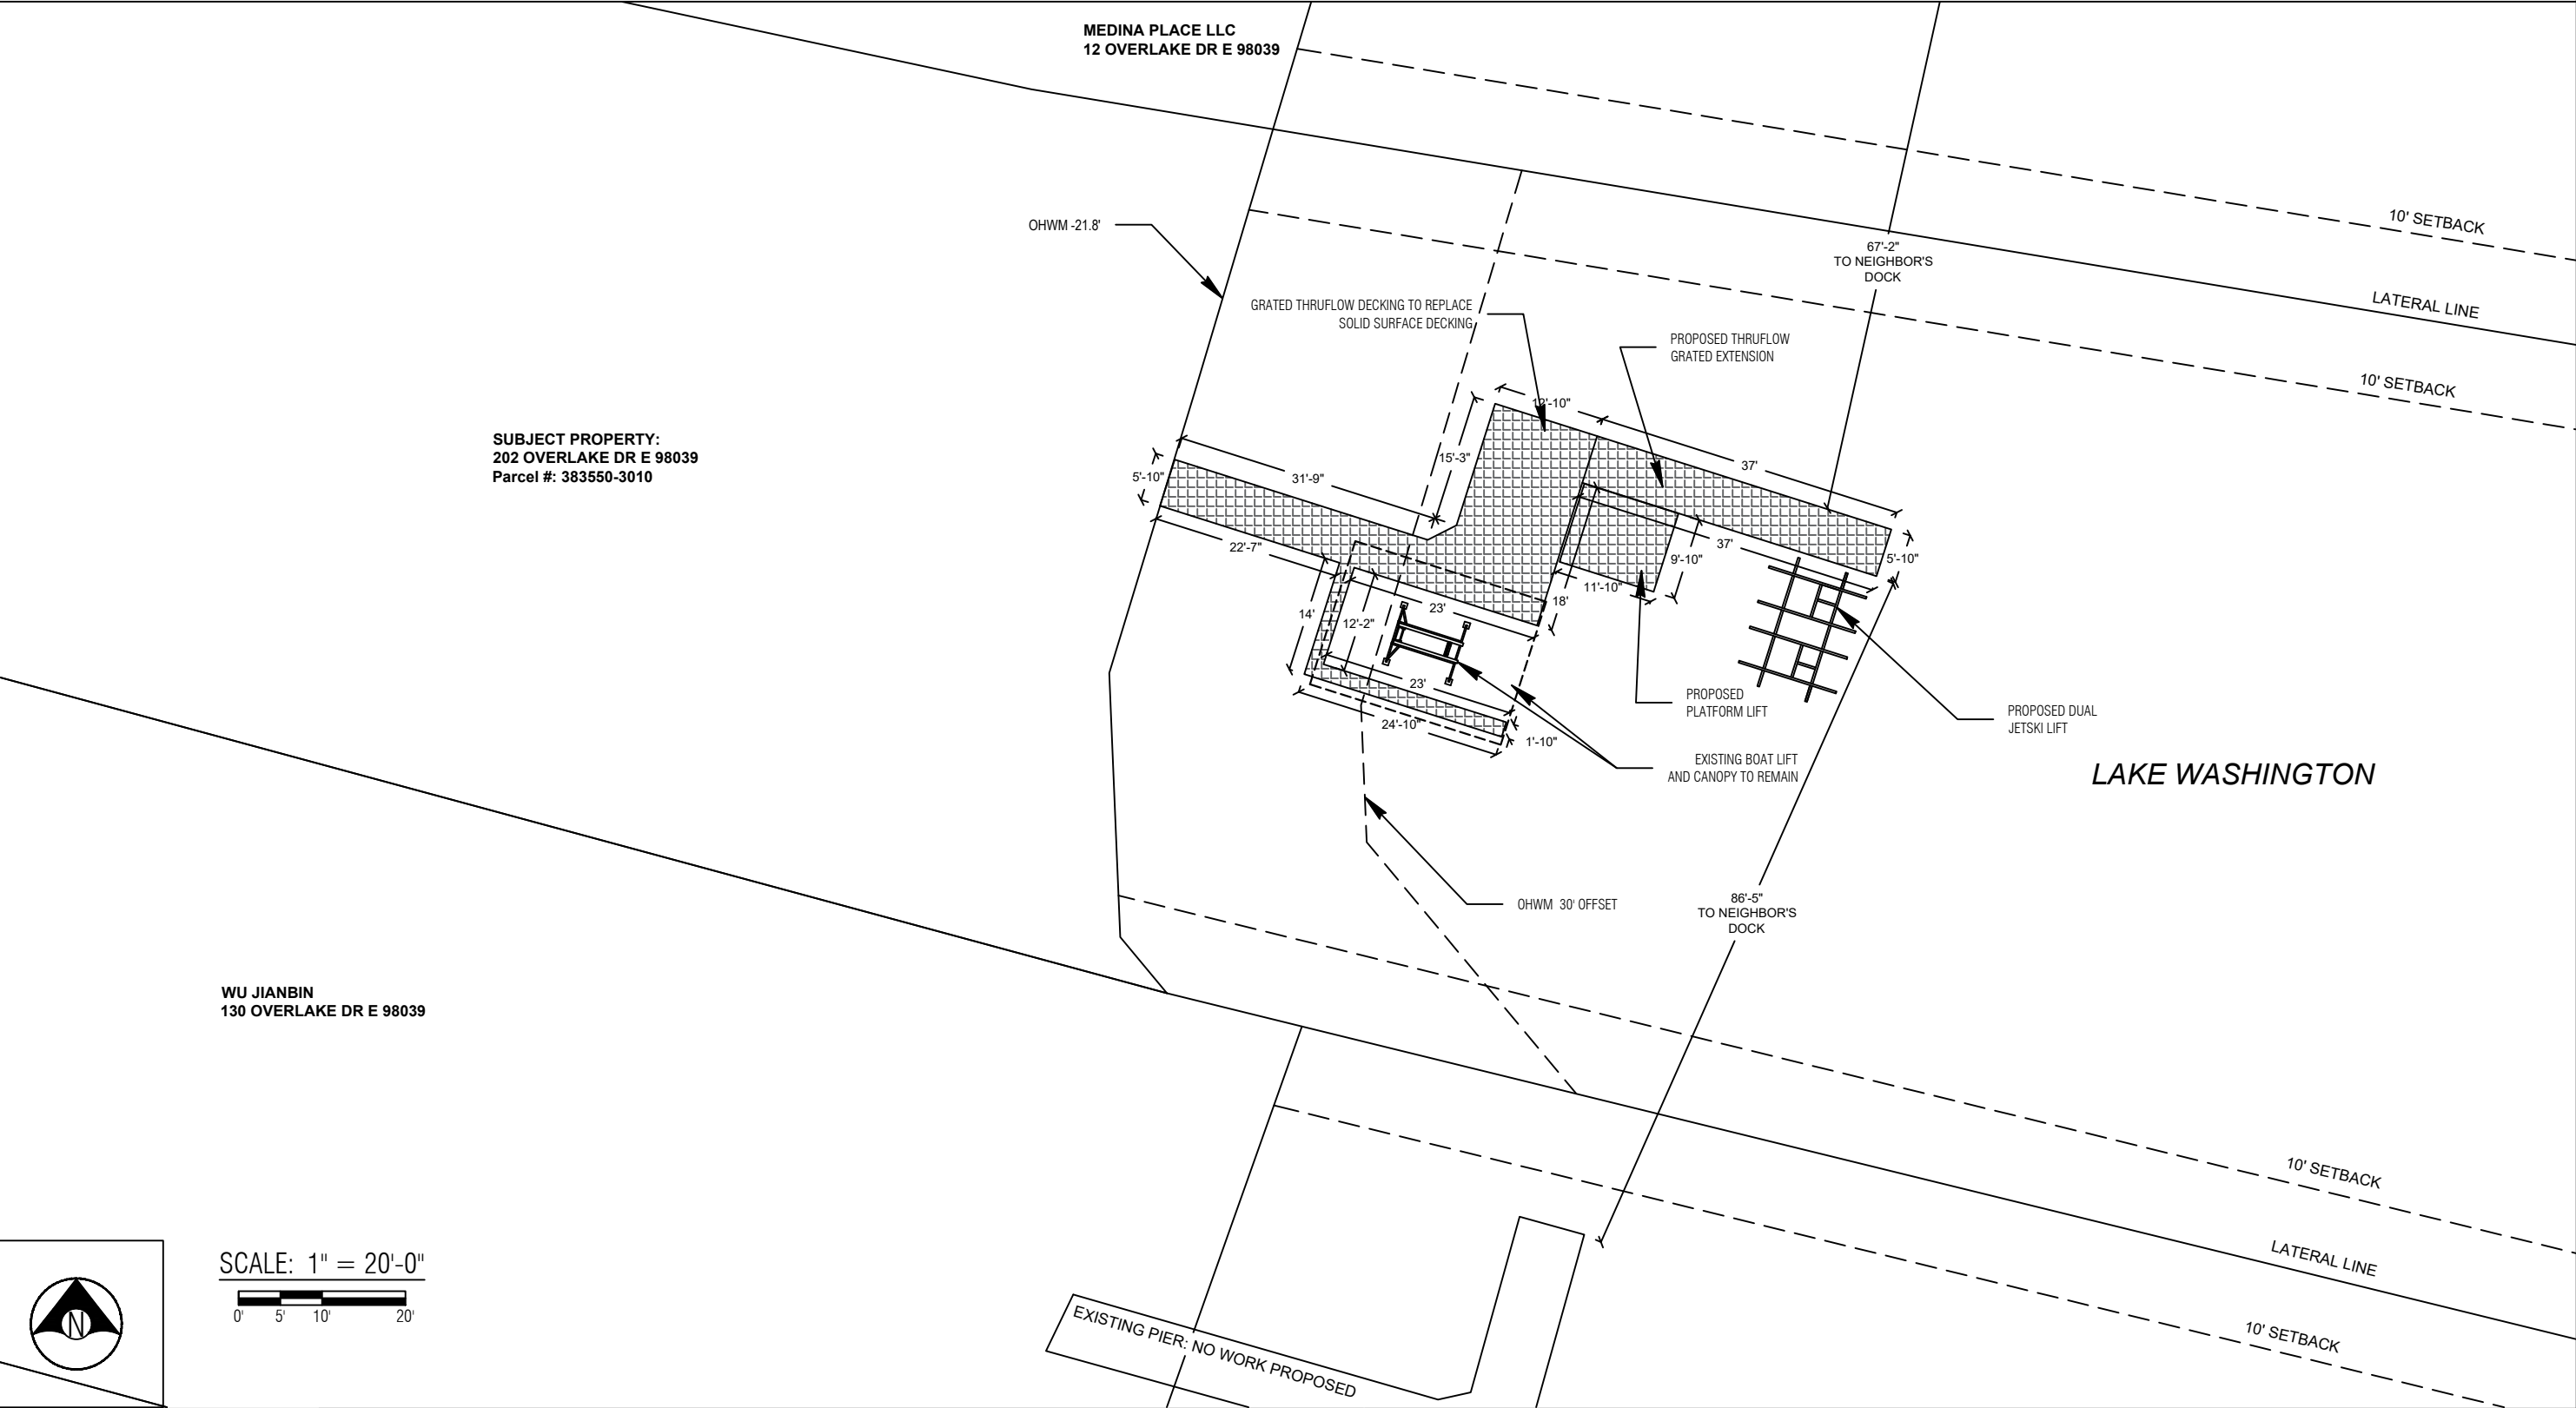 MEDINA PLACE LLC
12 OVERLAKE DR E 98039
10' SETBACK
OHWM -21.8'
67'-2"
TO NEIGHBOR'S
DOCK
LATERAL LINE
GRATED THRUFLOW DECKING TO REPLACE
SOLID SURFACE DECKING
PROPOSED THRUFLOW
GRATED EXTENSION
10' SETBACK
12'-10"
SUBJECT PROPERTY:
202 OVERLAKE DR E 98039
Parcel #: 383550-3010
15'-3"
37'
5'-10"
31'-9"
22'-7"
37'
9'-10"
5'-10"
11'-10"
18'
14'
12'-2"
23'
23'
24'-10"
1'-10"
PROPOSED
PLATFORM LIFT
PROPOSED DUAL
JETSKI LIFT
EXISTING BOAT LIFT
AND CANOPY TO REMAIN
LAKE WASHINGTON
OHWM 30' OFFSET
86'-5"
TO NEIGHBOR'S
DOCK
WU JIANBIN
130 OVERLAKE DR E 98039
10' SETBACK
LATERAL LINE
10' SETBACK
SCALE: 1" = 20'-0"
0' 5' 10' 20'
N
EXISTING PIER: NO WORK PROPOSED